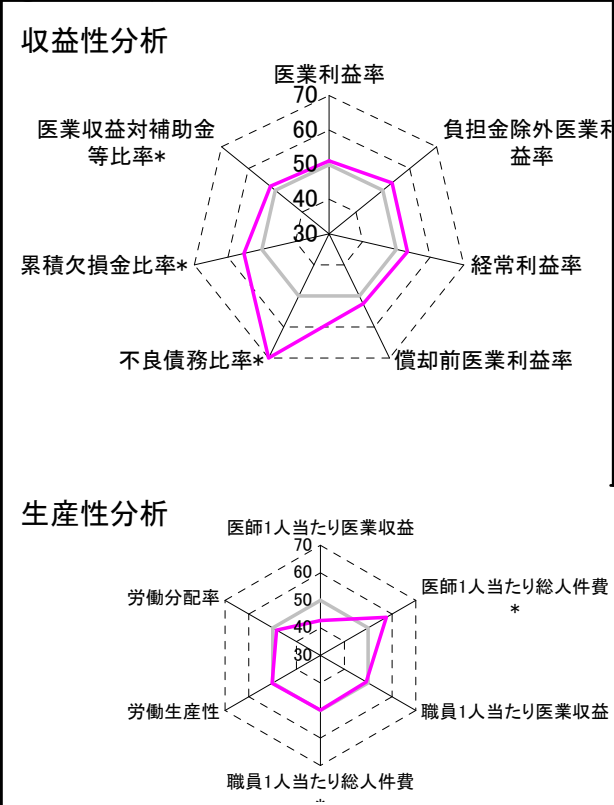 収益性分析
医業利益率
70
60
50
40
30
医業収益対補助金
等比率*
負担金除外医業利
益率
累積欠損金比率*
経常利益率
不良債務比率*
償却前医業利益率
生産性分析
医師1人当たり医業収益
70
60
50
40
30
労働分配率
医師1人当たり総人件費
*
労働生産性
職員1人当たり医業収益
職員1人当たり総人件費
*